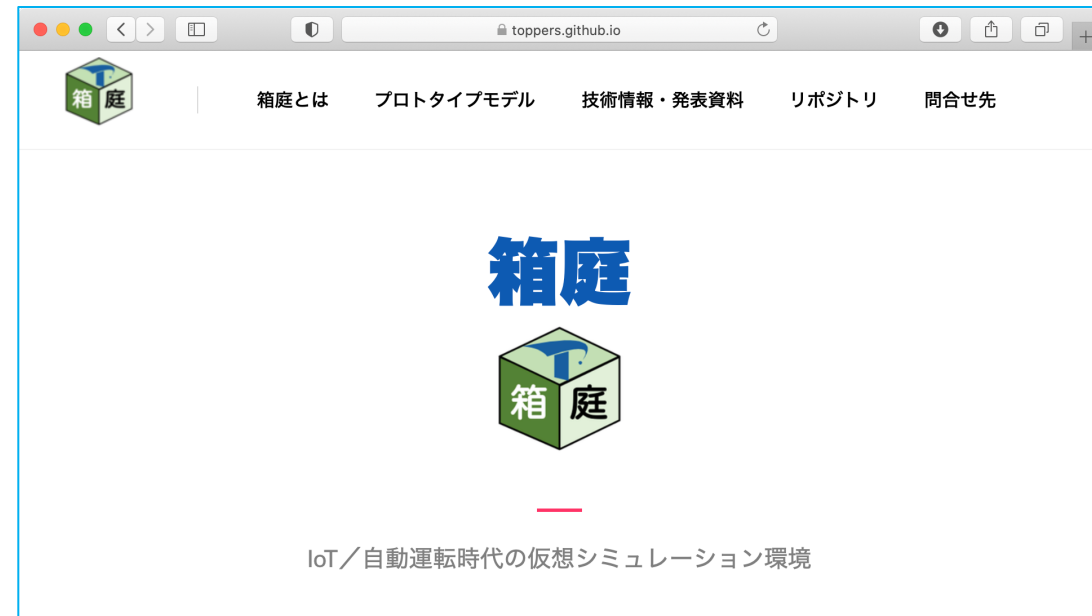 toppers.github.io
箱庭
箱庭とは プロトタイプモデル 技術情報・発表資料 リポジトリ 問合せ先
箱庭
箱庭
IoT／自動運転時代の仮想シミュレーション環境